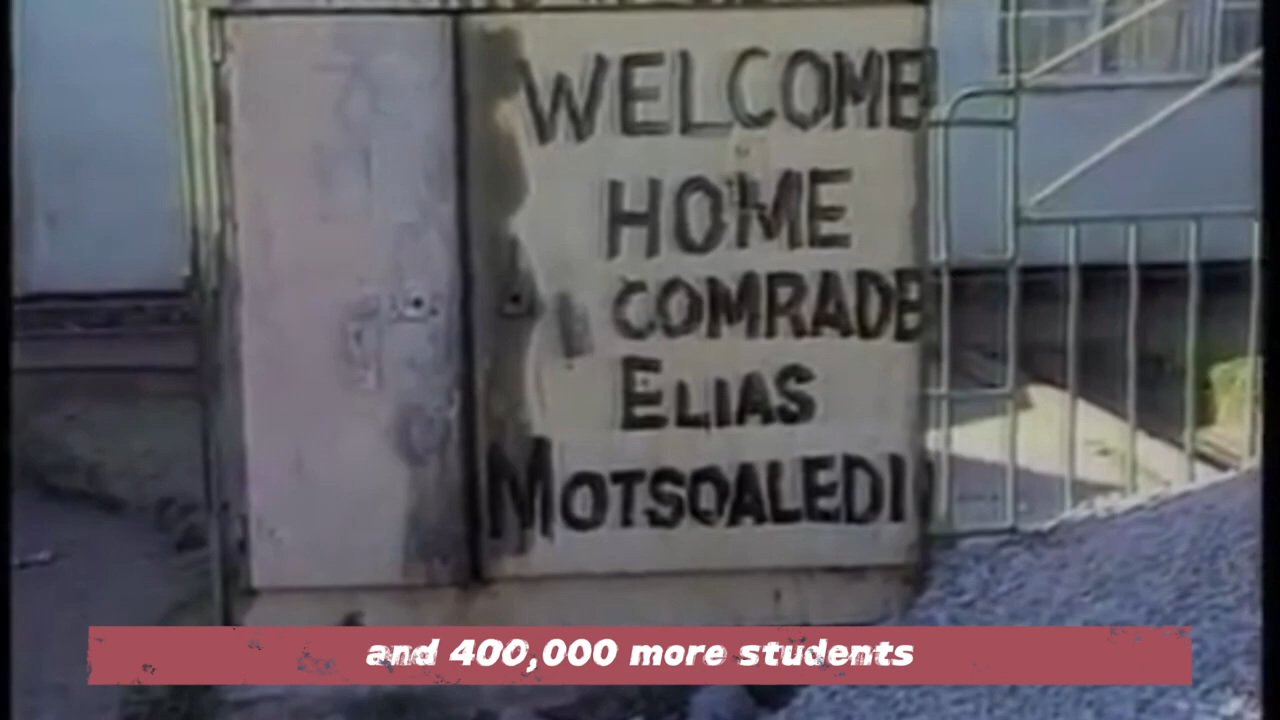 WELCOME
HOME
COMRADE
ELIAS
MOTSOALEDI
and 400,000 more students